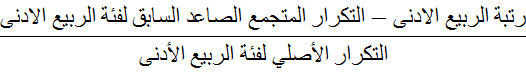 رتبة الربيع الادنى – التكرار المتجمع الصاعد السابق لفئة الربيع الادنى
التكرار الأصلي لفئة الربيع الأدنى